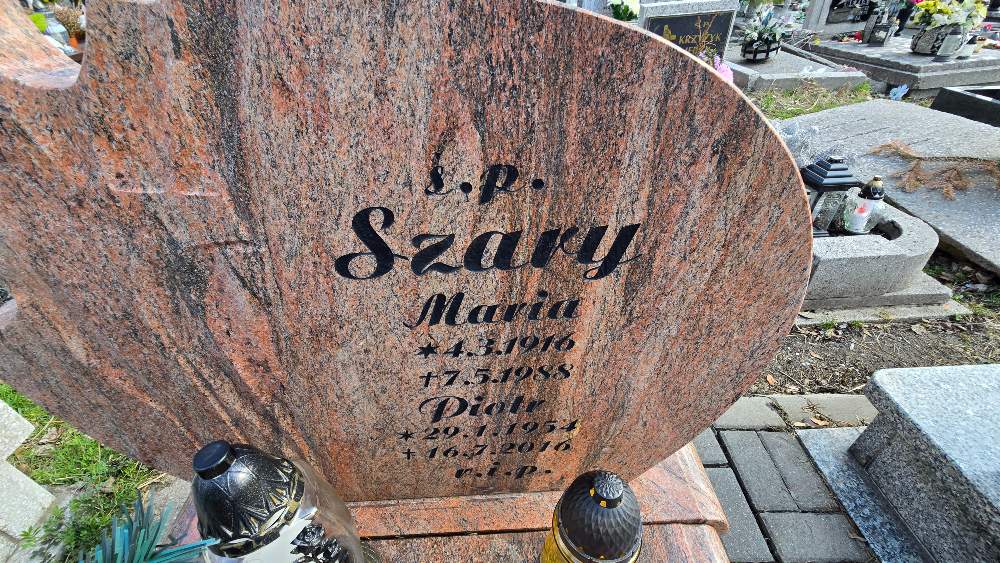 ś.p.
Szary
Maria
*4.3.1916
+7.5.1988
Piotr
*29.1.1954
+16.7.2016
r.i.p.